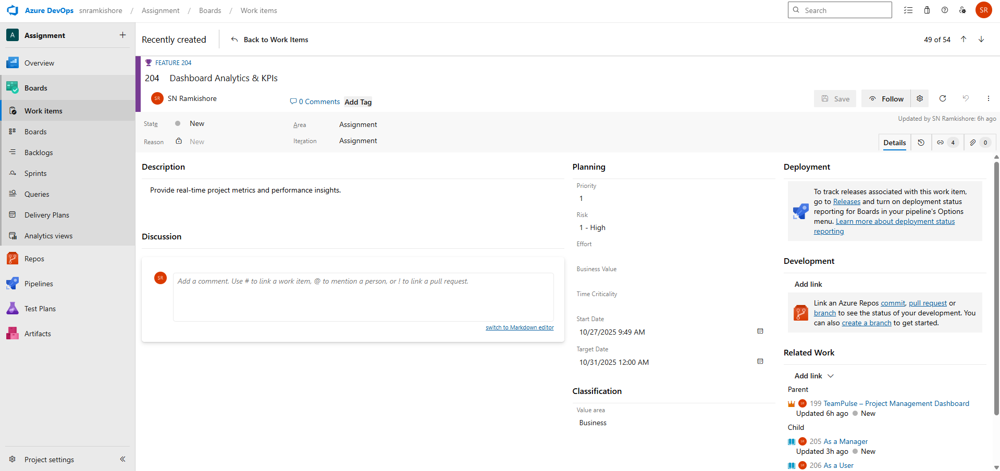 Azure DevOps snramkishore / Assignment / Boards / Work items
Search
SR
A Assignment
Overview
Boards
Work items
Boards
Backlogs
Sprints
Queries
Delivery Plans
Analytics views
Repos
Pipelines
Test Plans
Artifacts
Project settings
Recently created
Back to Work Items
49 of 54
FEATURE 204
204 Dashboard Analytics & KPIs
SR SN Ramkishore
0 Comments
Add Tag
Save
Follow
State New
Reason New
Area Assignment
Iteration Assignment
Updated by SN Ramkishore: 6h ago
Details
4
0
Description
Provide real-time project metrics and performance insights.
Discussion
SR
Add a comment. Use # to link a work item, @ to mention a person, or ! to link a pull request.
switch to Markdown editor
Planning
Priority
1
Risk
1 - High
Effort
Business Value
Time Criticality
Start Date
10/27/2025 9:49 AM
Target Date
10/31/2025 12:00 AM
Classification
Value area
Business
Deployment
To track releases associated with this work item,
go to Releases and turn on deployment status
reporting for Boards in your pipeline's Options
menu. Learn more about deployment status
reporting
Development
Add link
Link an Azure Repos commit, pull request or
branch to see the status of your development. You
can also create a branch to get started.
Related Work
Add link
Parent
SR 199 TeamPulse – Project Management Dashboard
Updated 6h ago New
Child
SR 205 As a Manager
Updated 3h ago New
SR 206 As a User